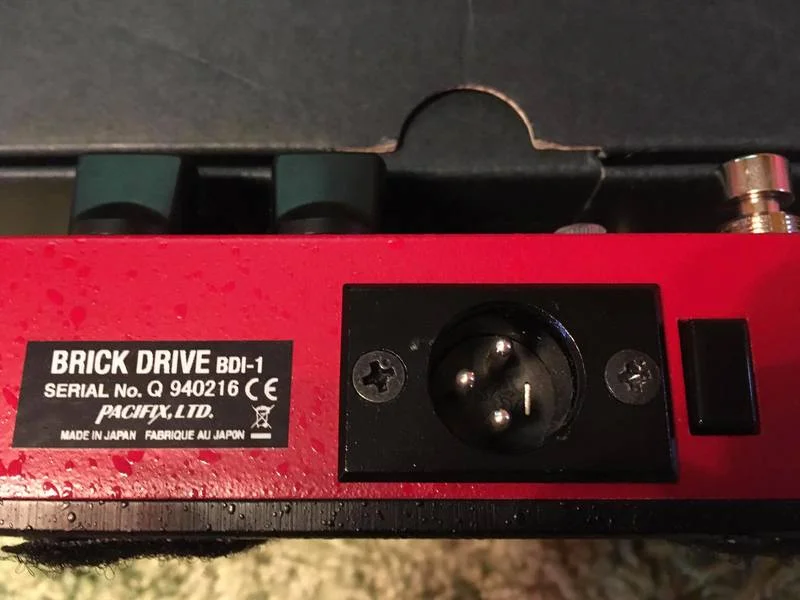 BRICK DRIVE BDI-1
SERIAL No. Q 940216 CE
PACIFIX, LTD.
MADE IN JAPAN FABRIQUE AU JAPON